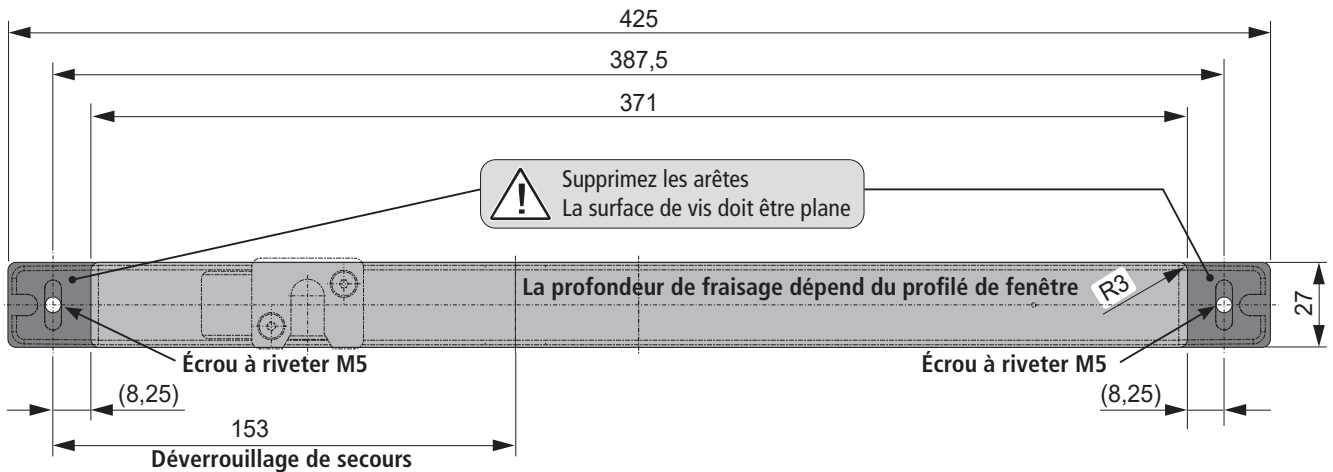 425
387,5
371
Supprimez les arêtes
La surface de vis doit être plane
!
La profondeur de fraisage dépend du profilé de fenêtre
R3
27
Écrou à riveter M5
Écrou à riveter M5
(8,25)
(8,25)
153
Déverrouillage de secours